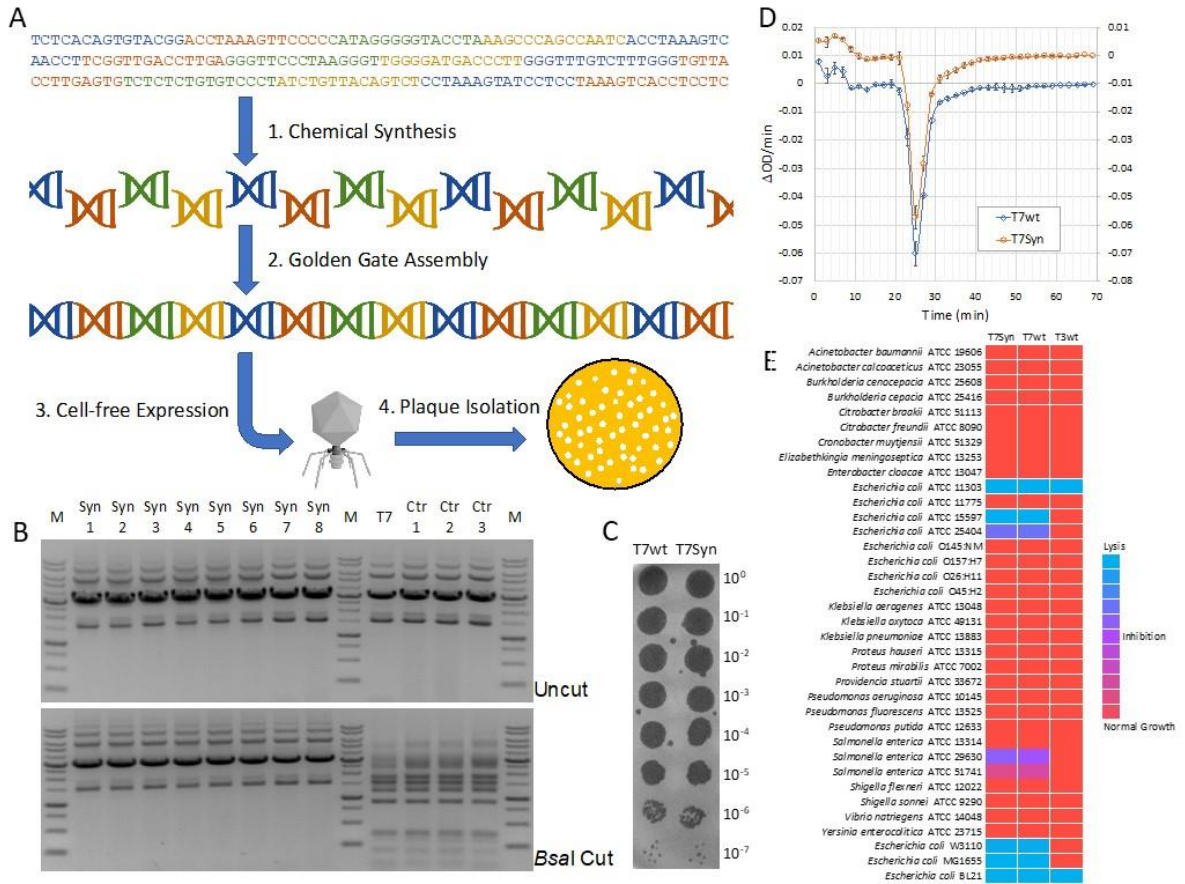 A
TCTCACAGTGTACGGACCTAAAGTTCCCCCATAGGGGGTACCTAAAGCCCAGCCAATCACCTAAAGTC
AACCTTCGGTTGACCTTGAGGGTTCCCTAAGGGTTGGGGATGACCCTTGGGTTTGTCTTTGGGTGTTA
CCTTGAGTGTCTCTCTGTGTCCCTATCTGTTACAGTCTCCTAAAGTATCCTCCTAAAGTCACCTCCTC
1. Chemical Synthesis
2. Golden Gate Assembly
3. Cell-free Expression
4. Plaque Isolation
B
M Syn 1 Syn 2 Syn 3 Syn 4 Syn 5 Syn 6 Syn 7 Syn 8 M T7 Ctr 1 Ctr 2 Ctr 3 M
Uncut
BsaI Cut
C
T7wt T7Syn
10⁰
10⁻¹
10⁻²
10⁻³
10⁻⁴
10⁻⁵
10⁻⁶
10⁻⁷
D
0.02 0.01
0.01 0.00
0.00 -0.01
-0.01 -0.02
-0.02 -0.03
-0.03 -0.04
-0.04 -0.05
-0.05 -0.06
-0.06 -0.07
-0.07 -0.08
Δ OD/min
T7wt
T7Syn
0 10 20 30 40 50 60 70
Time (min)
E
T7Syn T7wt T3wt
Acinetobacter baumannii ATCC 19606
Acinetobacter calcoaceticus ATCC 23055
Burkholderia cenocepacia ATCC 25608
Burkholderia cepacia ATCC 25416
Citrobacter braakii ATCC 51113
Citrobacter freundii ATCC 8090
Cronobacter muytjensii ATCC 51329
Elizabethkingia meningoseptica ATCC 13253
Enterobacter cloacae ATCC 13047
Escherichia coli ATCC 11303
Escherichia coli ATCC 11775
Escherichia coli ATCC 15597
Escherichia coli ATCC 25404
Escherichia coli O145:NM
Escherichia coli O157:H7
Escherichia coli O26:H11
Escherichia coli O45:H2
Klebsiella aerogenes ATCC 13048
Klebsiella oxytoca ATCC 49131
Klebsiella pneumoniae ATCC 13883
Proteus hauseri ATCC 13315
Proteus mirabilis ATCC 7002
Providencia stuartii ATCC 33672
Pseudomonas aeruginosa ATCC 10145
Pseudomonas fluorescens ATCC 13525
Pseudomonas putida ATCC 12633
Salmonella enterica ATCC 13314
Salmonella enterica ATCC 29630
Salmonella enterica ATCC 51741
Shigella flexneri ATCC 12022
Shigella sonnei ATCC 9290
Vibrio natriegens ATCC 14048
Yersinia enterocolitica ATCC 23715
Escherichia coli W3110
Escherichia coli MG1655
Escherichia coli BL21
Lysis
Inhibition
Normal Growth